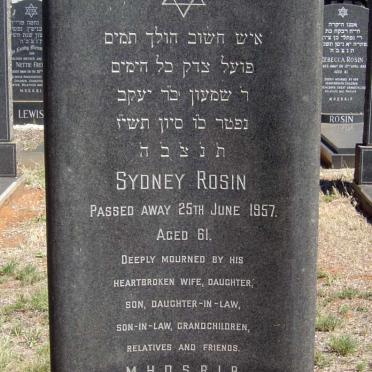 איש חשוב הולך תמים
פועל צדק כל הימים
ר שמעון בר יעקב
נפטר כו סיון תשיז
ת נ צ ב ה
SYDNEY ROSIN
PASSED AWAY 25TH JUNE 1957.
AGED 61.
DEEPLY MOURNED BY HIS
HEARTBROKEN WIFE, DAUGHTER,
SON, DAUGHTER-IN-LAW,
SON-IN-LAW, GRANDCHILDREN,
RELATIVES AND FRIENDS.
M.H.D.S.R.I.P.
LEWIS
REBECCA ROSIN
ROSIN